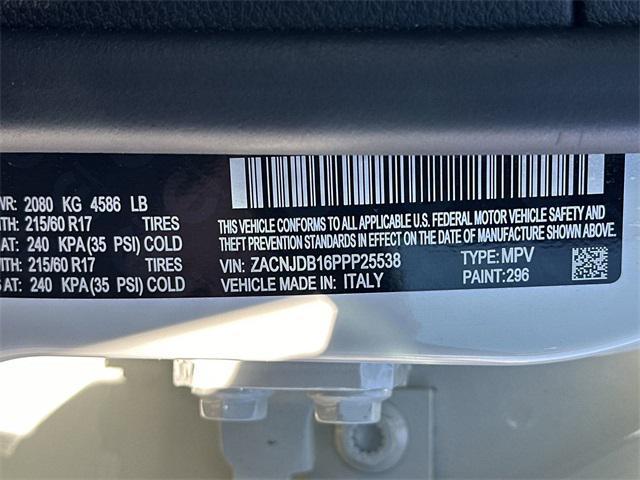 WR: 2080 KG 4586 LB
ITH: 215/60 R17 TIRES
AT: 240 KPA(35 PSI) COLD
WITH: 215/60 R17 TIRES
AT: 240 KPA(35 PSI) COLD
THIS VEHICLE CONFORMS TO ALL APPLICABLE U.S. FEDERAL MOTOR VEHICLE SAFETY AND
THEFT PREVENTION STANDARDS IN EFFECT ON THE DATE OF MANUFACTURE SHOWN ABOVE.
VIN: ZACNJDB16PPP25538 TYPE: MPV
VEHICLE MADE IN: ITALY PAINT: 296